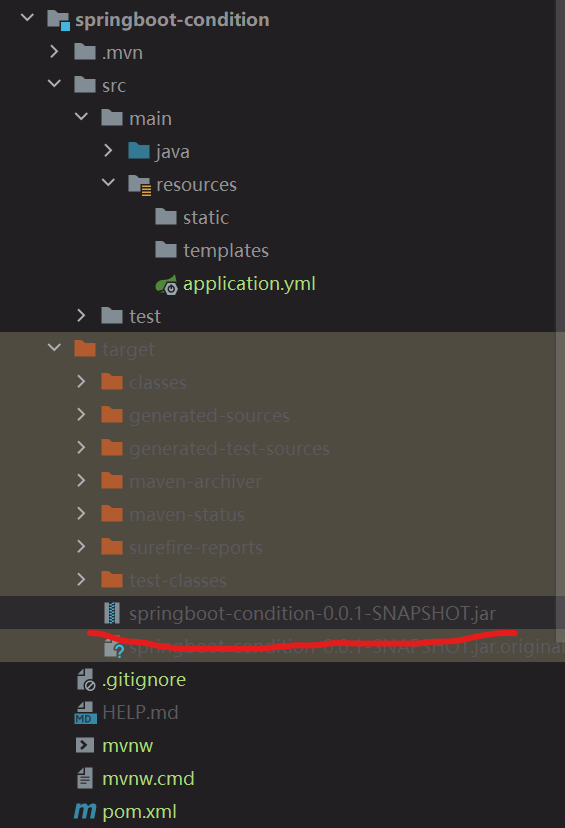 springboot-condition
.mvn
src
main
java
resources
static
templates
application.yml
test
target
classes
generated-sources
generated-test-sources
maven-archiver
maven-status
surefire-reports
test-classes
springboot-condition-0.0.1-SNAPSHOT.jar
springboot-condition-0.0.1-SNAPSHOT.jar.original
.gitignore
MD HELP.md
mvnw
mvnw.cmd
m pom.xml